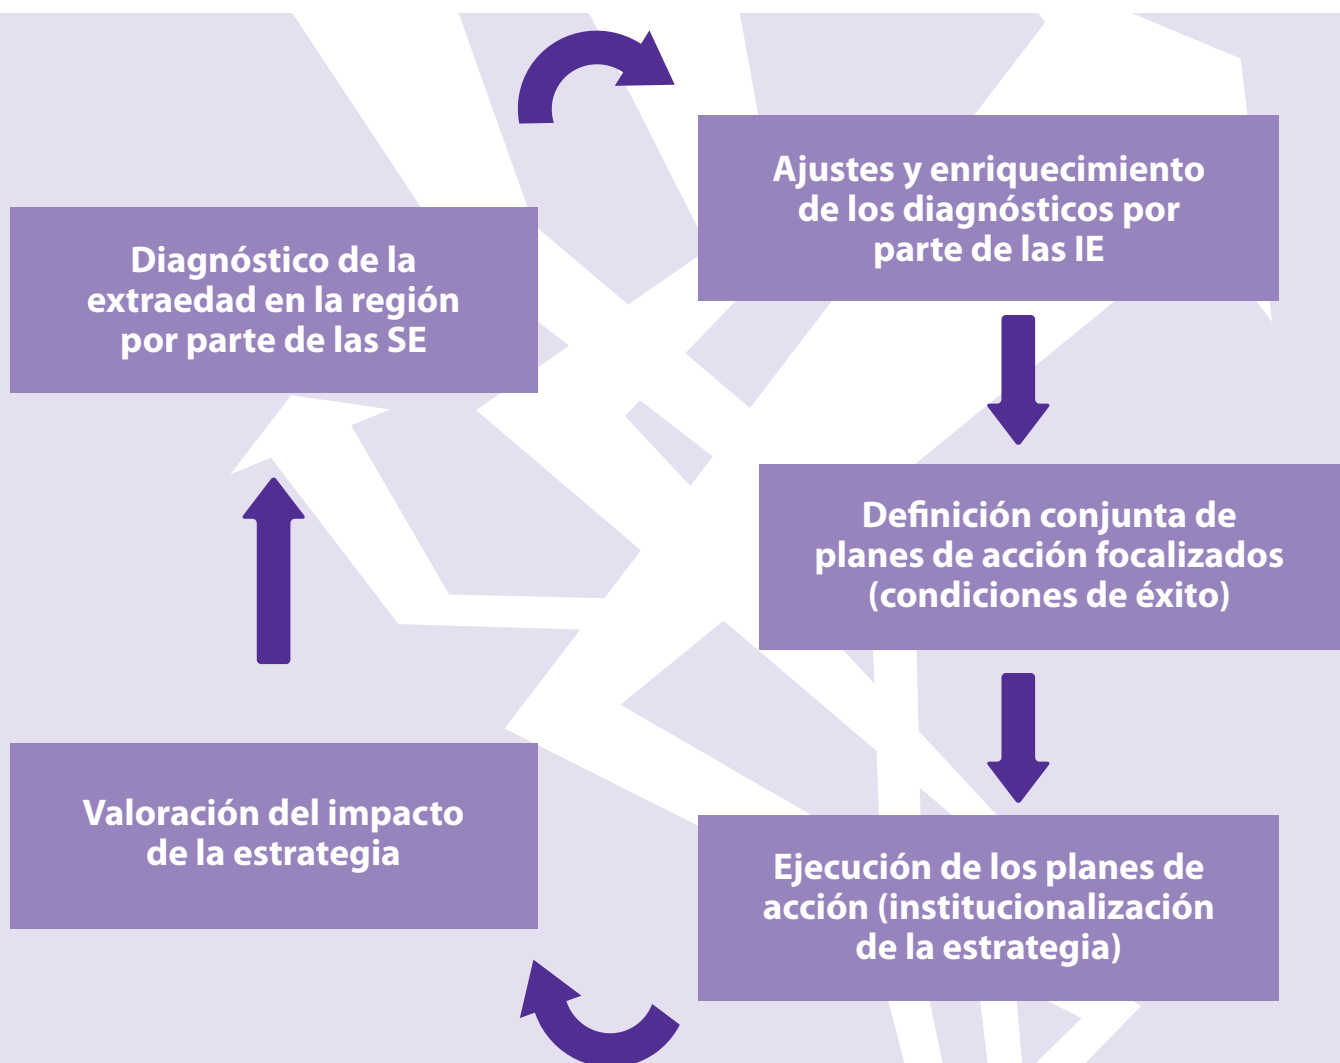 Diagnóstico de la
extraedad en la región
por parte de las SE
Ajustes y enriquecimiento
de los diagnósticos por
parte de las IE
Definición conjunta de
planes de acción focalizados
(condiciones de éxito)
Ejecución de los planes de
acción (institucionalización
de la estrategia)
Valoración del impacto
de la estrategia